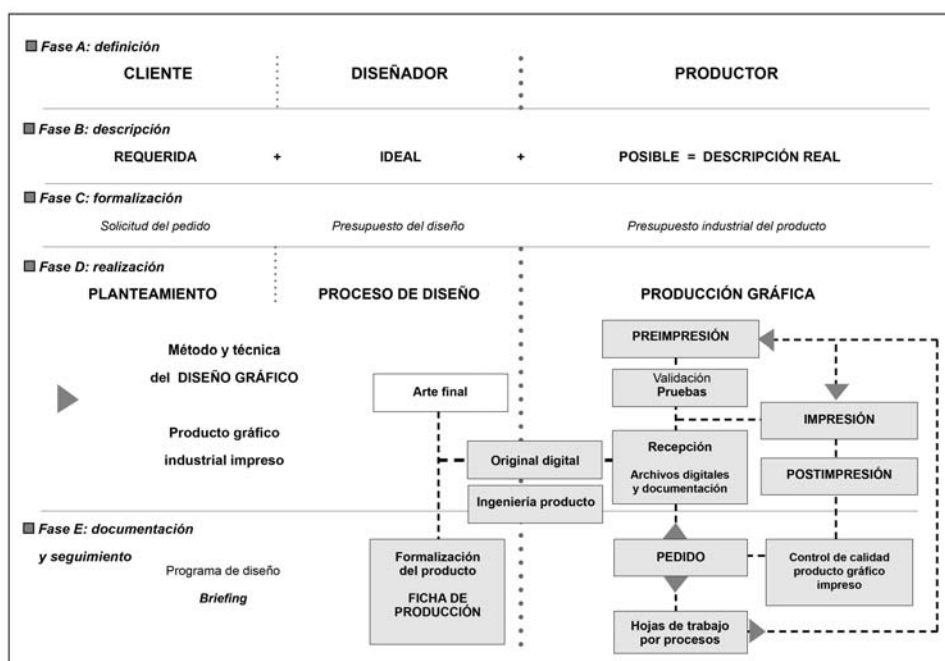 Fase A: definición
CLIENTE DISEÑADOR PRODUCTOR
Fase B: descripción
REQUERIDA + IDEAL + POSIBLE = DESCRIPCIÓN REAL
Fase C: formalización
Solicitud del pedido Presupuesto del diseño Presupuesto industrial del producto
Fase D: realización
PLANTEAMIENTO PROCESO DE DISEÑO PRODUCCIÓN GRÁFICA
Método y técnica
del DISEÑO GRÁFICO
Producto gráfico
industrial impreso
Arte final
Original digital
Ingeniería producto
PREIMPRESIÓN
Validación
Pruebas
Recepción
Archivos digitales
y documentación
IMPRESIÓN
POSTIMPRESIÓN
Fase E: documentación
y seguimiento
Programa de diseño
Briefing
Formalización
del producto
FICHA DE
PRODUCCIÓN
PEDIDO
Hojas de trabajo
por procesos
Control de calidad
producto gráfico
impreso